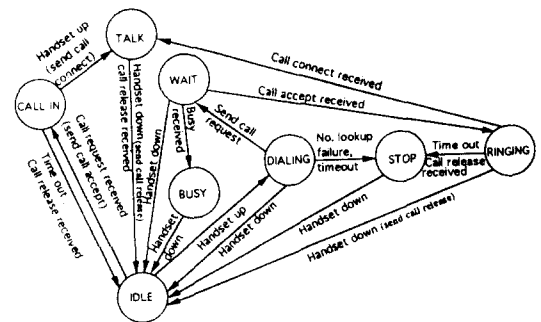 TALK
Handset up
(send call
connect)
Call connect received
WAIT
Call accept received
CALL IN
Handset down (send call release)
call release received
Busy
received
Send call
request
No. lookup
failure,
timeout
Time out
Call release
received
DIALING
STOP
RINGING
Call request received
(send call accept)
Time out
Call release received
Handset down
BUSY
Handset
down
Handset up
Handset down
Handset down
Handset down (send call release)
IDLE